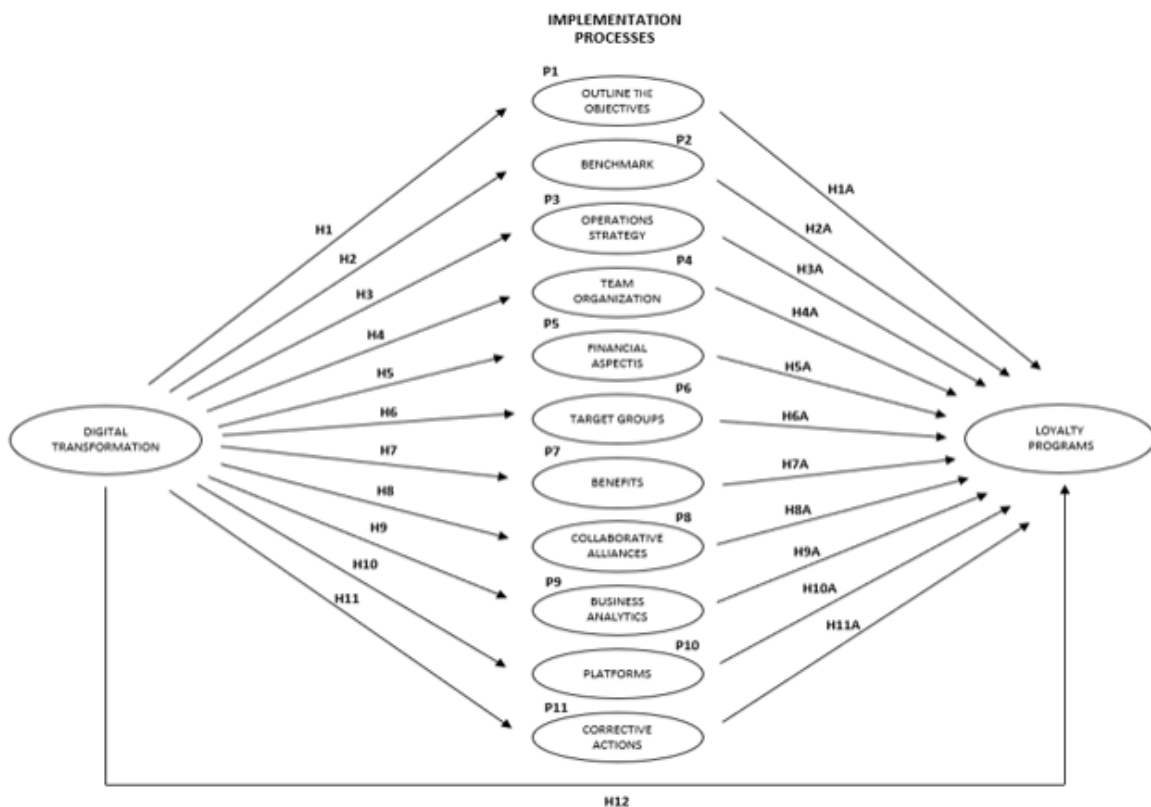 IMPLEMENTATION
PROCESSES
P1
OUTLINE THE
OBJECTIVES
P2
BENCHMARK
H1A
P3
OPERATIONS
STRATEGY
H1
H2A
H2
P4
H3A
TEAM
ORGANIZATION
H3
H4A
P5
H4
FINANCIAL
ASPECTIS
H5
H5A
P6
H6
TARGET GROUPS
H6A
DIGITAL
TRANSFORMATION
LOYALTY
PROGRAMS
P7
H7
H7A
BENEFITS
H8
H8A
P8
COLLABORATIVE
ALLIANCES
H9
H9A
P9
H10
BUSINESS
ANALYTICS
H10A
H11
H11A
P10
PLATFORMS
P11
CORRECTIVE
ACTIONS
H12